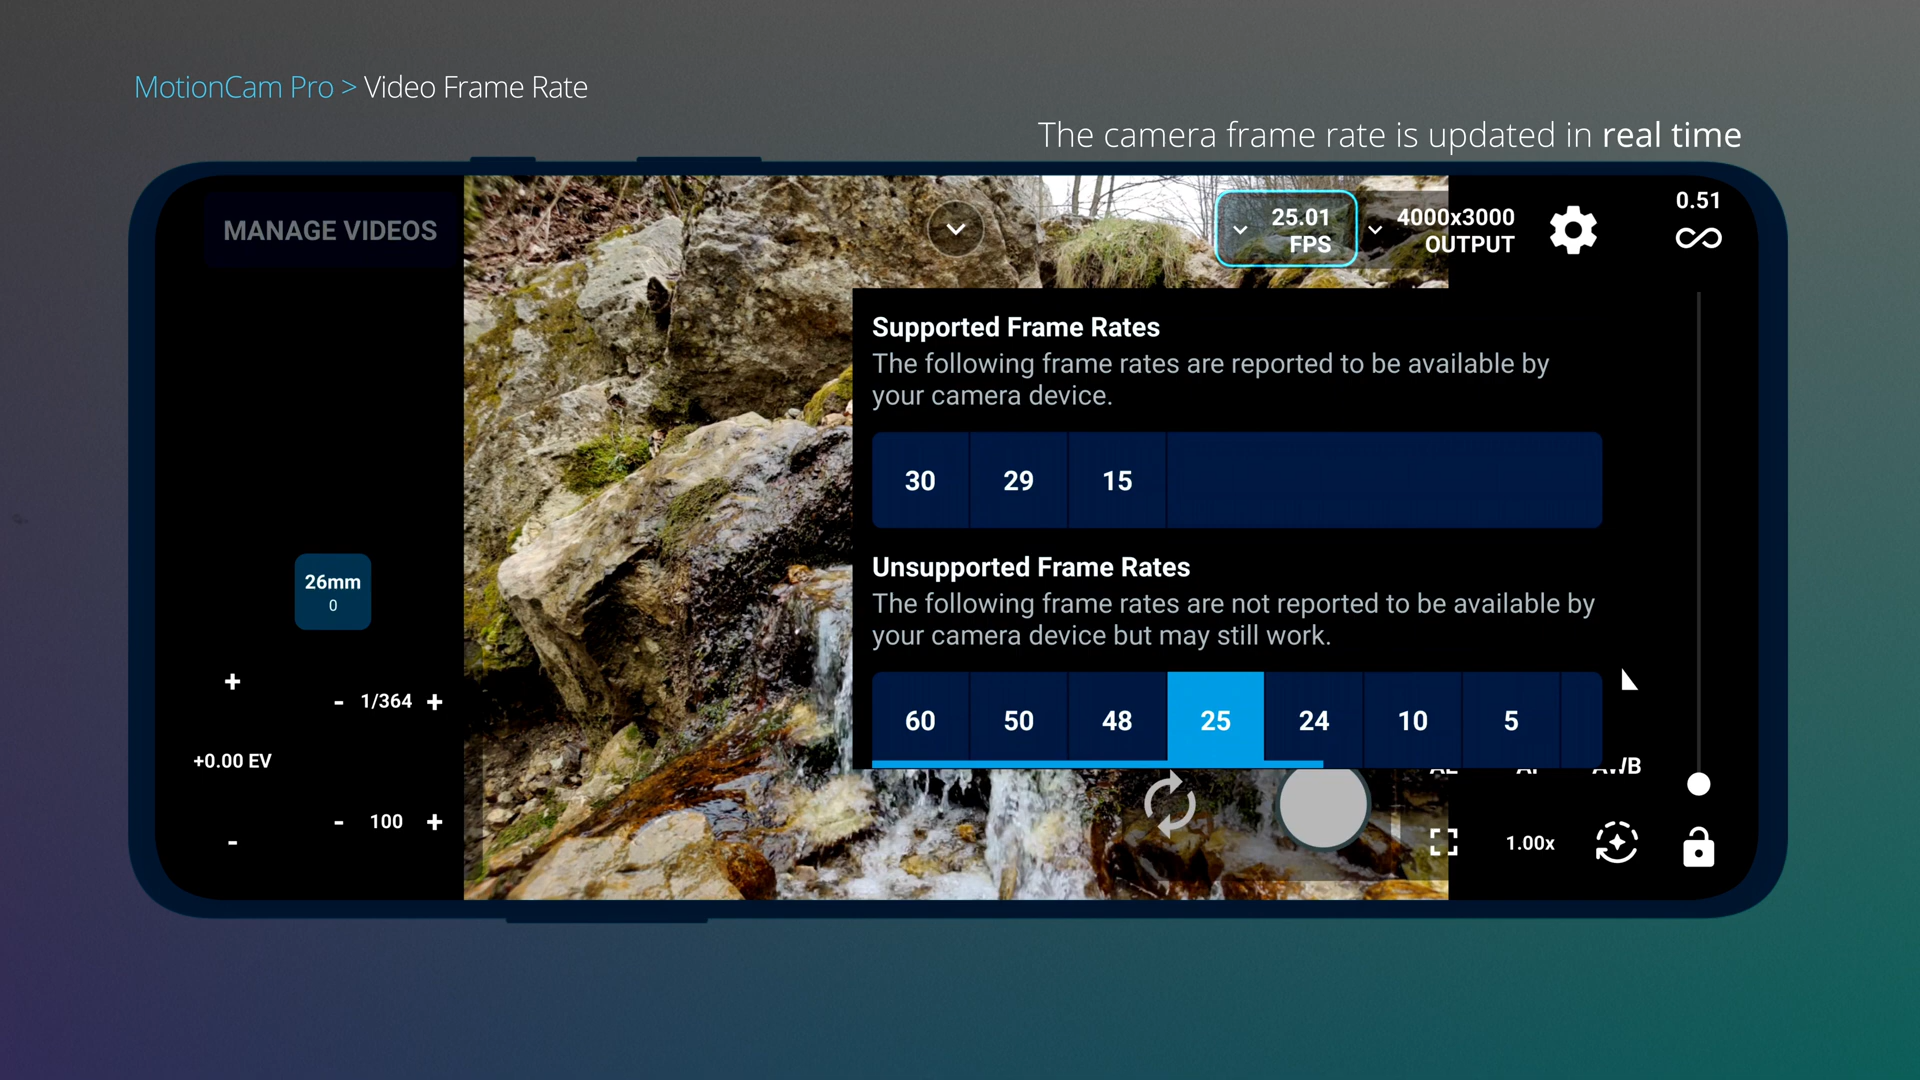 MotionCam Pro > Video Frame Rate
The camera frame rate is updated in real time
MANAGE VIDEOS
25.01
FPS
4000x3000
OUTPUT
0.51
Supported Frame Rates
The following frame rates are reported to be available by
your camera device.
30 29 15
Unsupported Frame Rates
The following frame rates are not reported to be available by
your camera device but may still work.
60 50 48 25 24 10 5
26mm
0
+
- 1/364 +
+0.00 EV
- 100 +
-
AWB
1.00x